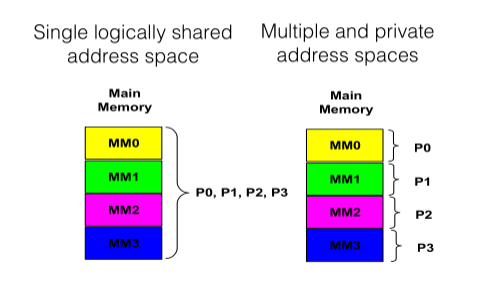 Single logically shared
address space
Multiple and private
address spaces
Main
Memory
MM0
MM1
MM2
MM3
P0, P1, P2, P3
Main
Memory
MM0
MM1
MM2
MM3
P0
P1
P2
P3